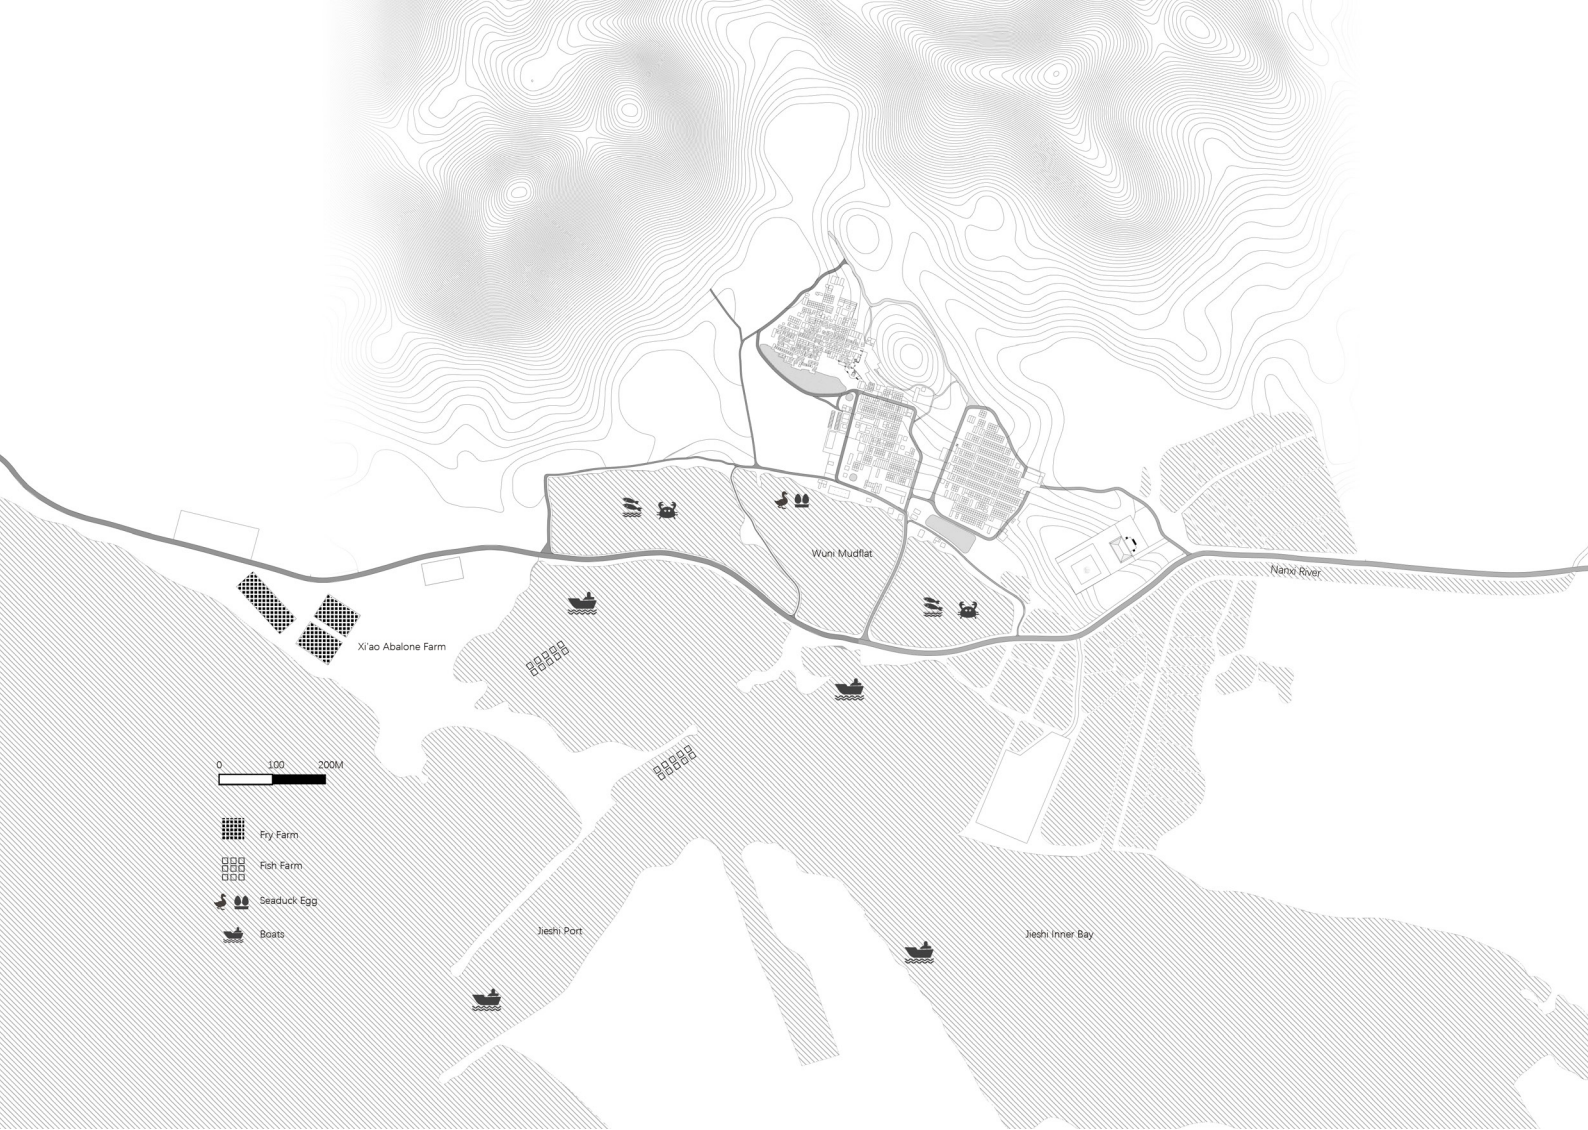 Wuni Mudflat
Nanxi River
Xi'ao Abalone Farm
0 100 200M
Fry Farm
Fish Farm
Seaduck Egg
Boats
Jieshi Port
Jieshi Inner Bay